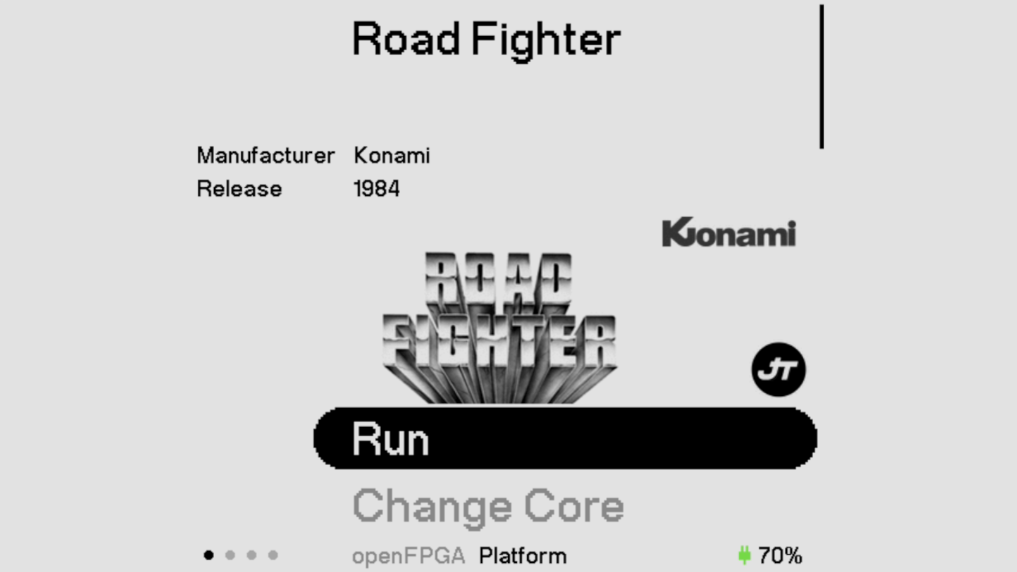 Road Fighter
Manufacturer Konami
Release 1984
Konami
ROAD
FIGHTER
JT
Run
Change Core
openFPGA Platform 70%